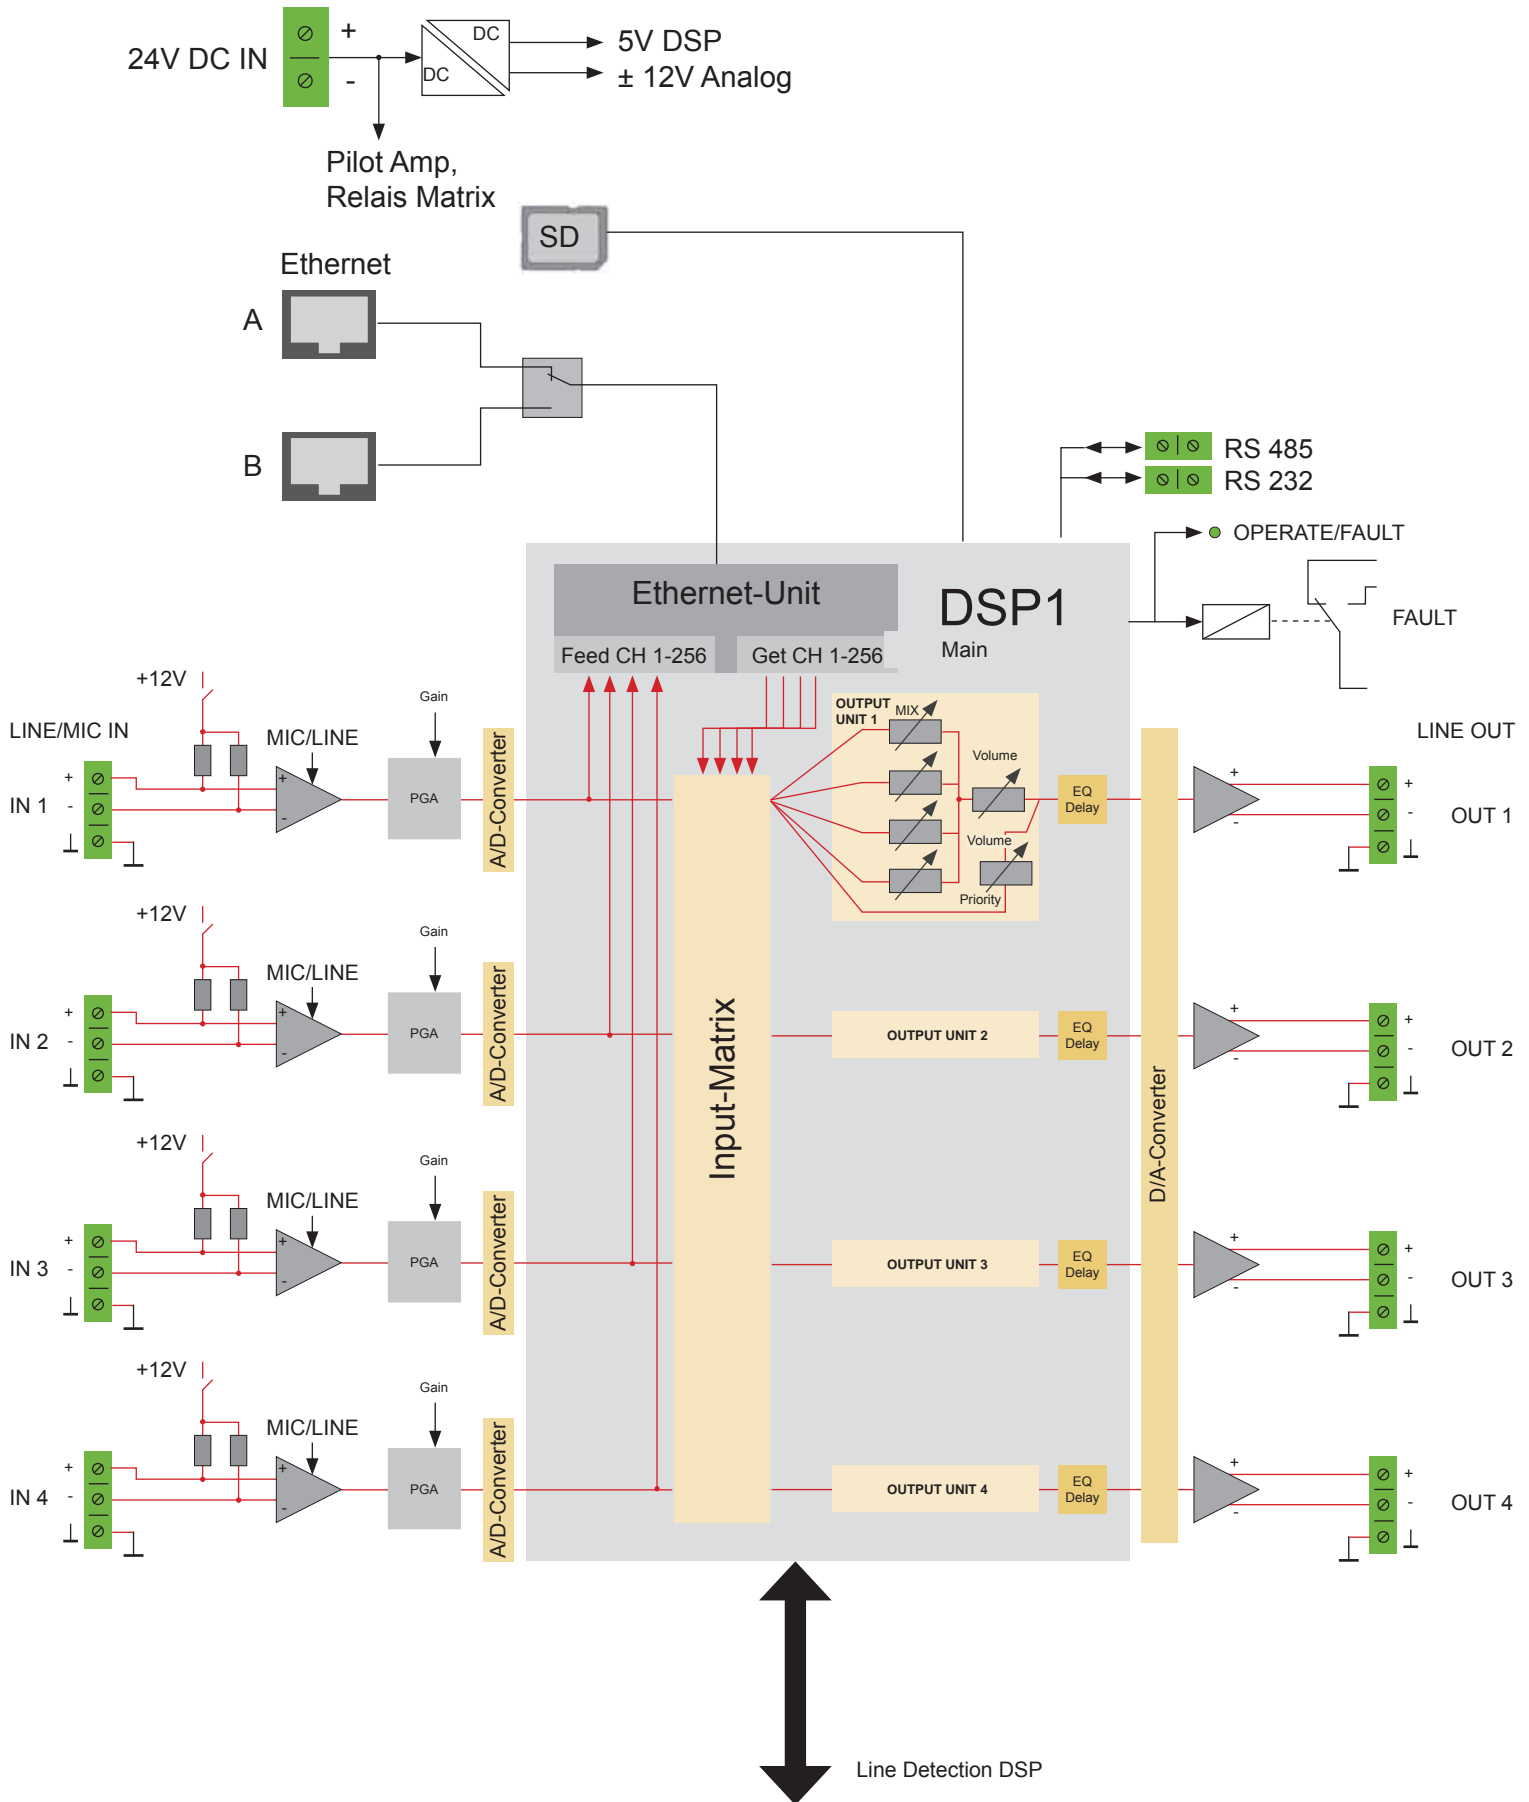 24V DC IN
+
-
DC
DC
5V DSP
± 12V Analog
Pilot Amp,
Relais Matrix
SD
Ethernet
A
B
RS 485
RS 232
OPERATE/FAULT
FAULT
Ethernet-Unit
Feed CH 1-256
Get CH 1-256
DSP1
Main
LINE/MIC IN
+12V
MIC/LINE
Gain
PGA
A/D-Converter
IN 1
+
-
+
-
OUTPUT
UNIT 1
MIX
Volume
Volume
Priority
EQ
Delay
LINE OUT
+
-
+
-
OUT 1
+12V
MIC/LINE
Gain
PGA
A/D-Converter
IN 2
+
-
+
-
Input-Matrix
OUTPUT UNIT 2
EQ
Delay
D/A-Converter
+
-
+
-
OUT 2
+12V
MIC/LINE
Gain
PGA
A/D-Converter
IN 3
+
-
+
-
OUTPUT UNIT 3
EQ
Delay
+
-
+
-
OUT 3
+12V
MIC/LINE
Gain
PGA
A/D-Converter
IN 4
+
-
+
-
OUTPUT UNIT 4
EQ
Delay
+
-
+
-
OUT 4
Line Detection DSP